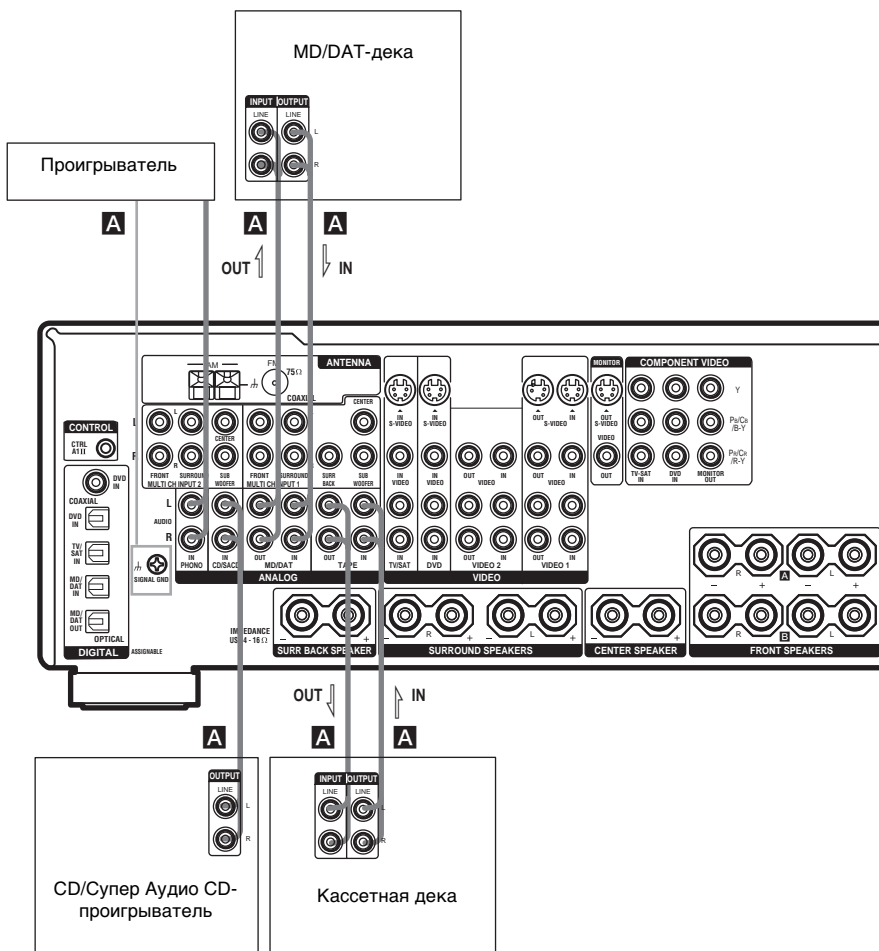 MD/DAT-дека
INPUT OUTPUT
LINE LINE
L
R
Проигрыватель
A
A A
OUT IN
AM
FM
75Ω
COAXIAL
ANTENNA
CENTER
L
R
L
R
CENTER
FRONT SURROUND SUB WOOFER
MULTI CH INPUT 2
FRONT SURROUND SURR BACK SUB WOOFER
MULTI CH INPUT 1
CONTROL
CTRL
A1II
DVD
IN
COAXIAL
DVD
IN
TV/
SAT
IN
MD/
DAT
IN
MD/
DAT
OUT
OPTICAL
DIGITAL
ASSIGNABLE
SIGNAL GND
L
AUDIO
R
IN IN OUT IN OUT IN
PHONO CD/SACD MD/DAT TAPE
ANALOG
IN
S-VIDEO
IN
S-VIDEO
OUT IN
S-VIDEO
MONITOR
OUT
S-VIDEO
VIDEO
OUT
IN
VIDEO
IN
VIDEO
OUT IN
VIDEO
OUT IN
VIDEO
IN IN OUT IN OUT IN
TV/SAT DVD VIDEO 2 VIDEO 1
VIDEO
COMPONENT VIDEO
Y
PB/CB
/B-Y
PR/CR
/R-Y
TV-SAT
IN
DVD
IN
MONITOR
OUT
IMPEDANCE
USE 4 - 16 Ω
– +
SURR BACK SPEAKER
– R + – L +
SURROUND SPEAKERS
– +
CENTER SPEAKER
R L
– + A – +
R L
B
FRONT SPEAKERS
OUT IN
A A A
OUTPUT
LINE
L
R
CD/Супер Аудио CD-
проигрыватель
INPUT OUTPUT
LINE LINE
L
R
Кассетная дека